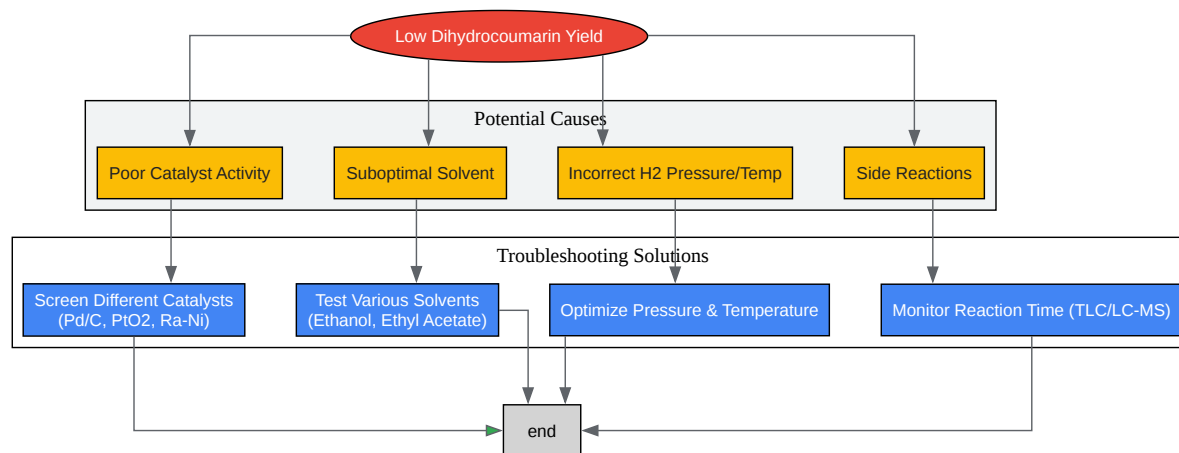 Low Dihydrocoumarin Yield
Potential Causes
Poor Catalyst Activity
Suboptimal Solvent
Incorrect H2 Pressure/Temp
Side Reactions
Troubleshooting Solutions
Screen Different Catalysts
(Pd/C, PtO2, Ra-Ni)
Test Various Solvents
(Ethanol, Ethyl Acetate)
Optimize Pressure & Temperature
Monitor Reaction Time (TLC/LC-MS)
end